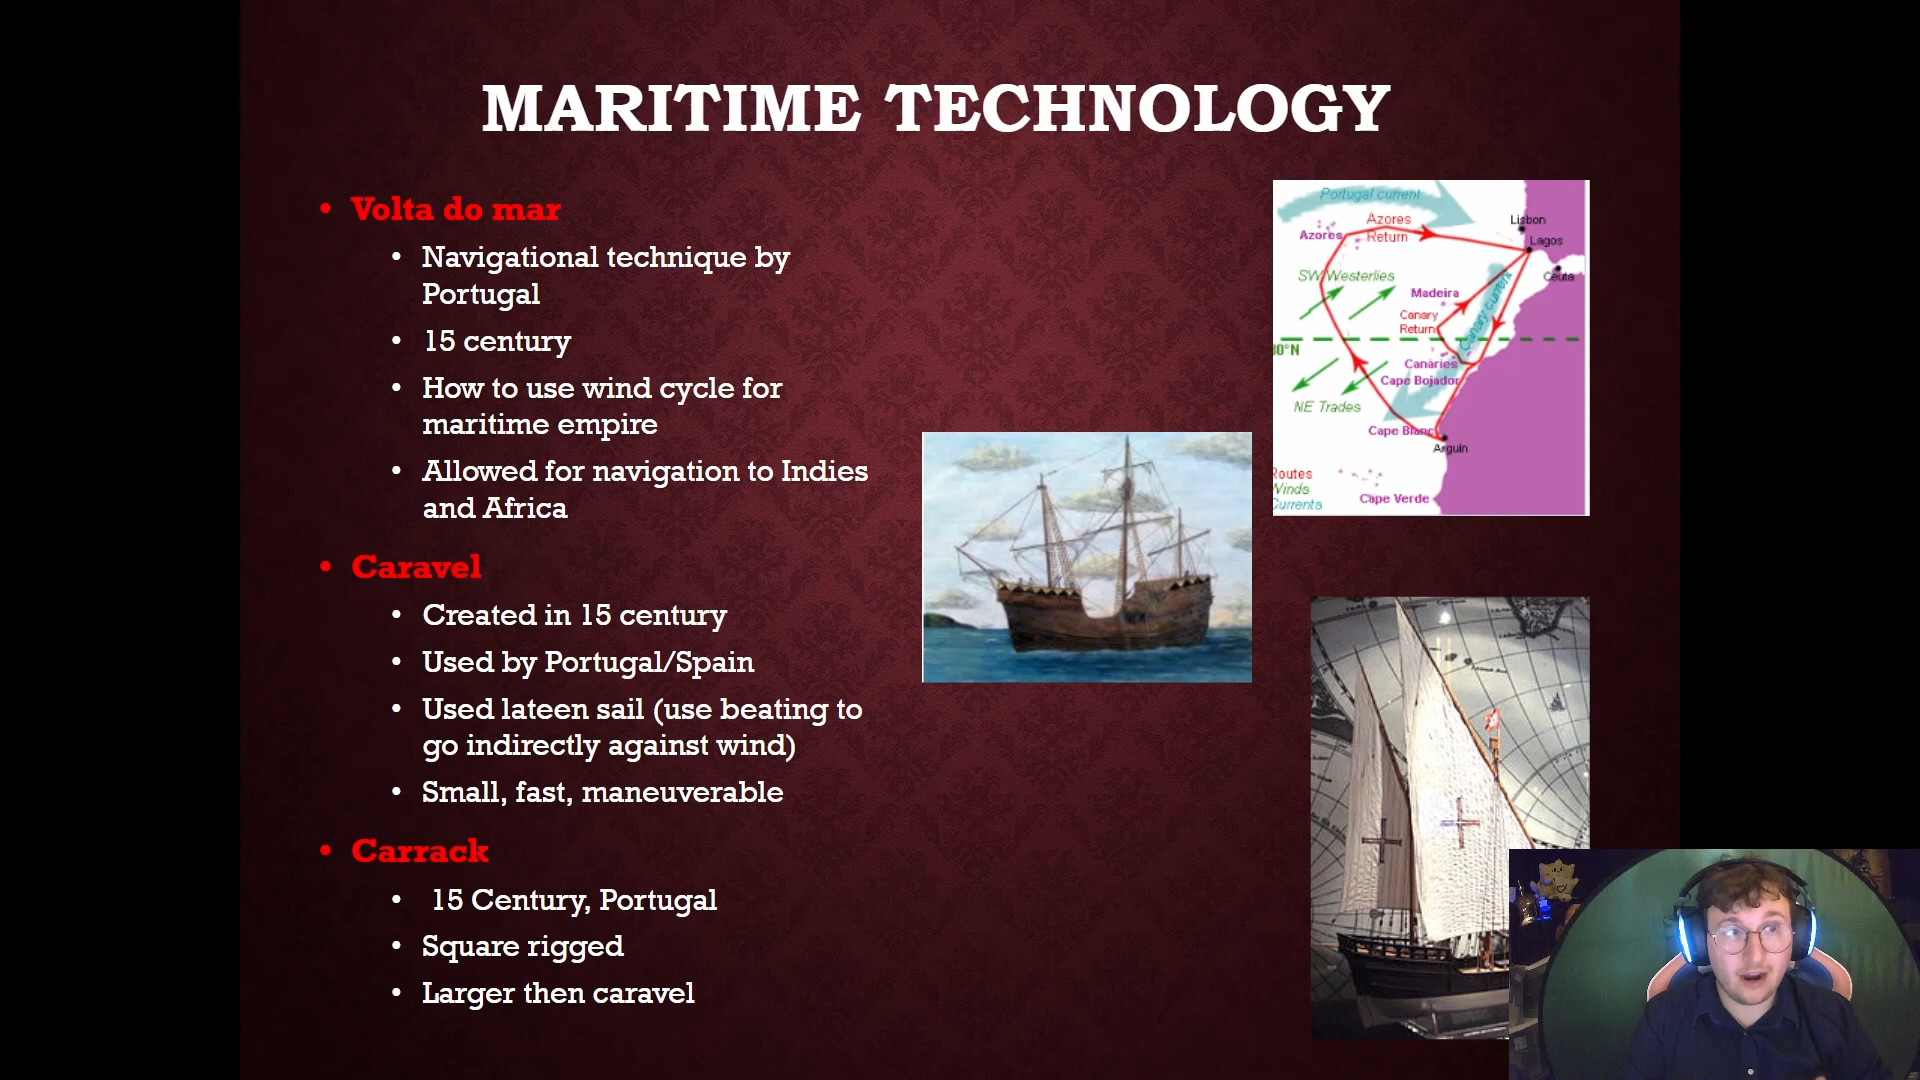 MARITIME TECHNOLOGY
• Volta do mar
• Navigational technique by
Portugal
• 15 century
• How to use wind cycle for
maritime empire
• Allowed for navigation to Indies
and Africa
• Caravel
• Created in 15 century
• Used by Portugal/Spain
• Used lateen sail (use beating to
go indirectly against wind)
• Small, fast, maneuverable
• Carrack
• 15 Century, Portugal
• Square rigged
• Larger then caravel
Portugal current
Lisbon
Azores
Return
Azores
Lagos
Ceuta
SW Westerlies
Madeira
Canary
Return
Canary current
30°N
Canaries
Cape Bojador
NE Trades
Cape Blanc
Arguin
Routes
Winds
Currents
Cape Verde